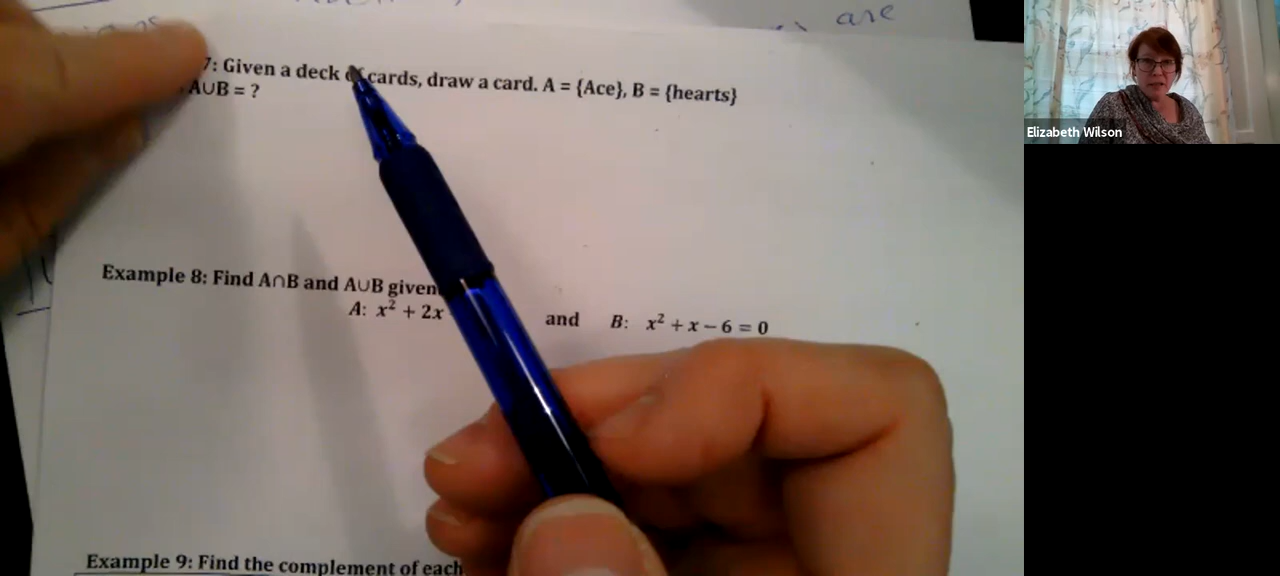 are
7: Given a deck of cards, draw a card. A = {Ace}, B = {hearts}
A∪B = ?
Elizabeth Wilson
Example 8: Find A∩B and A∪B given
A: x² + 2x and B: x² + x − 6 = 0
Example 9: Find the complement of each